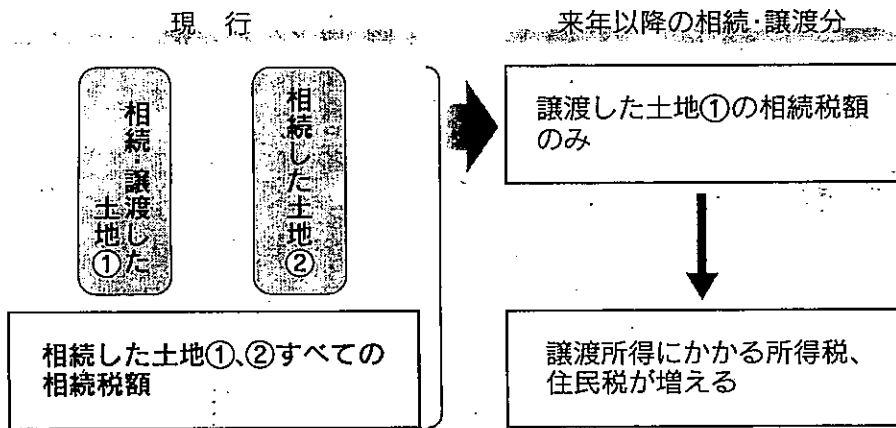 現 行
相続・譲渡した
土地①
相続した土地②
相続した土地①、②すべての
相続税額
来年以降の相続・譲渡分
譲渡した土地①の相続税額
のみ
譲渡所得にかかる所得税、
住民税が増える